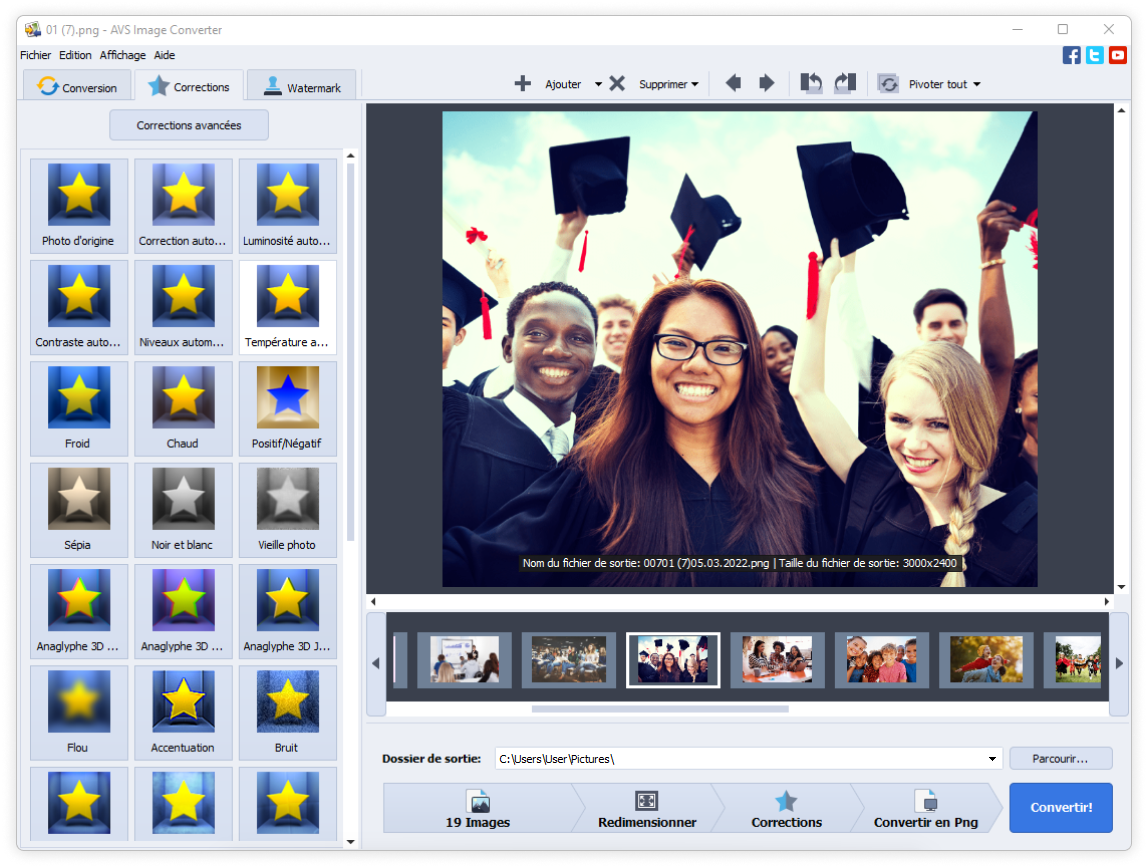 01 (7).png - AVS Image Converter
Fichier Edition Affichage Aide
Conversion Corrections Watermark
Ajouter Supprimer Pivoter tout
Corrections avancées
Photo d'origine Correction auto... Luminosité auto...
Contraste auto... Niveaux autom... Température a...
Froid Chaud Positif/Négatif
Sépia Noir et blanc Vieille photo
Anaglyphe 3D ... Anaglyphe 3D ... Anaglyphe 3D J...
Flou Accentuation Bruit
Nom du fichier de sortie: 00701 (7)05.03.2022.png | Taille du fichier de sortie: 3000x2400
Dossier de sortie: C:\Users\User\Pictures\ Parcourir...
19 Images Redimensionner Corrections Convertir en Png
Convertir!